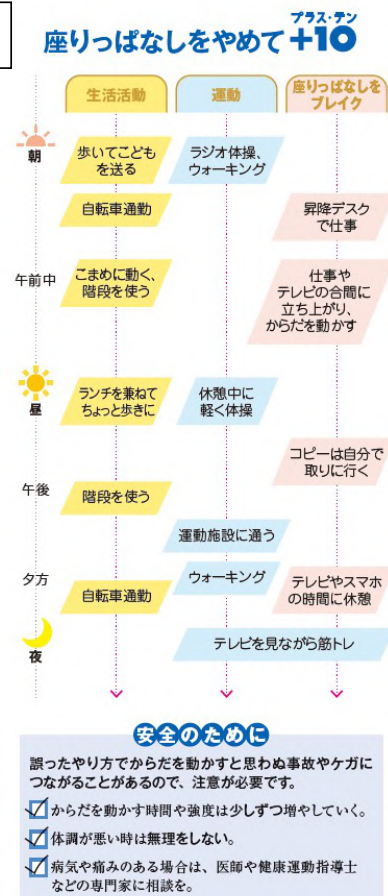 プラス・テン
座りっぱなしをやめて+10
生活活動
運動
座りっぱなしを
ブレイク
朝
歩いてこども
を送る
ラジオ体操、
ウォーキング
自転車通勤
昇降デスク
で仕事
午前中
こまめに動く、
階段を使う
仕事や
テレビの合間に
立ち上がり、
からだを動かす
昼
ランチを兼ねて
ちょっと歩きに
休憩中に
軽く体操
コピーは自分で
取りに行く
午後
階段を使う
運動施設に通う
夕方
自転車通勤
ウォーキング
テレビやスマホ
の時間に休憩
夜
テレビを見ながら筋トレ
安全のために
誤ったやり方でからだを動かすと思わぬ事故やケガに
つながることがあるので、注意が必要です。
からだを動かす時間や強度は少しずつ増やしていく。
体調が悪い時は無理をしない。
病気や痛みのある場合は、医師や健康運動指導士
などの専門家に相談を。